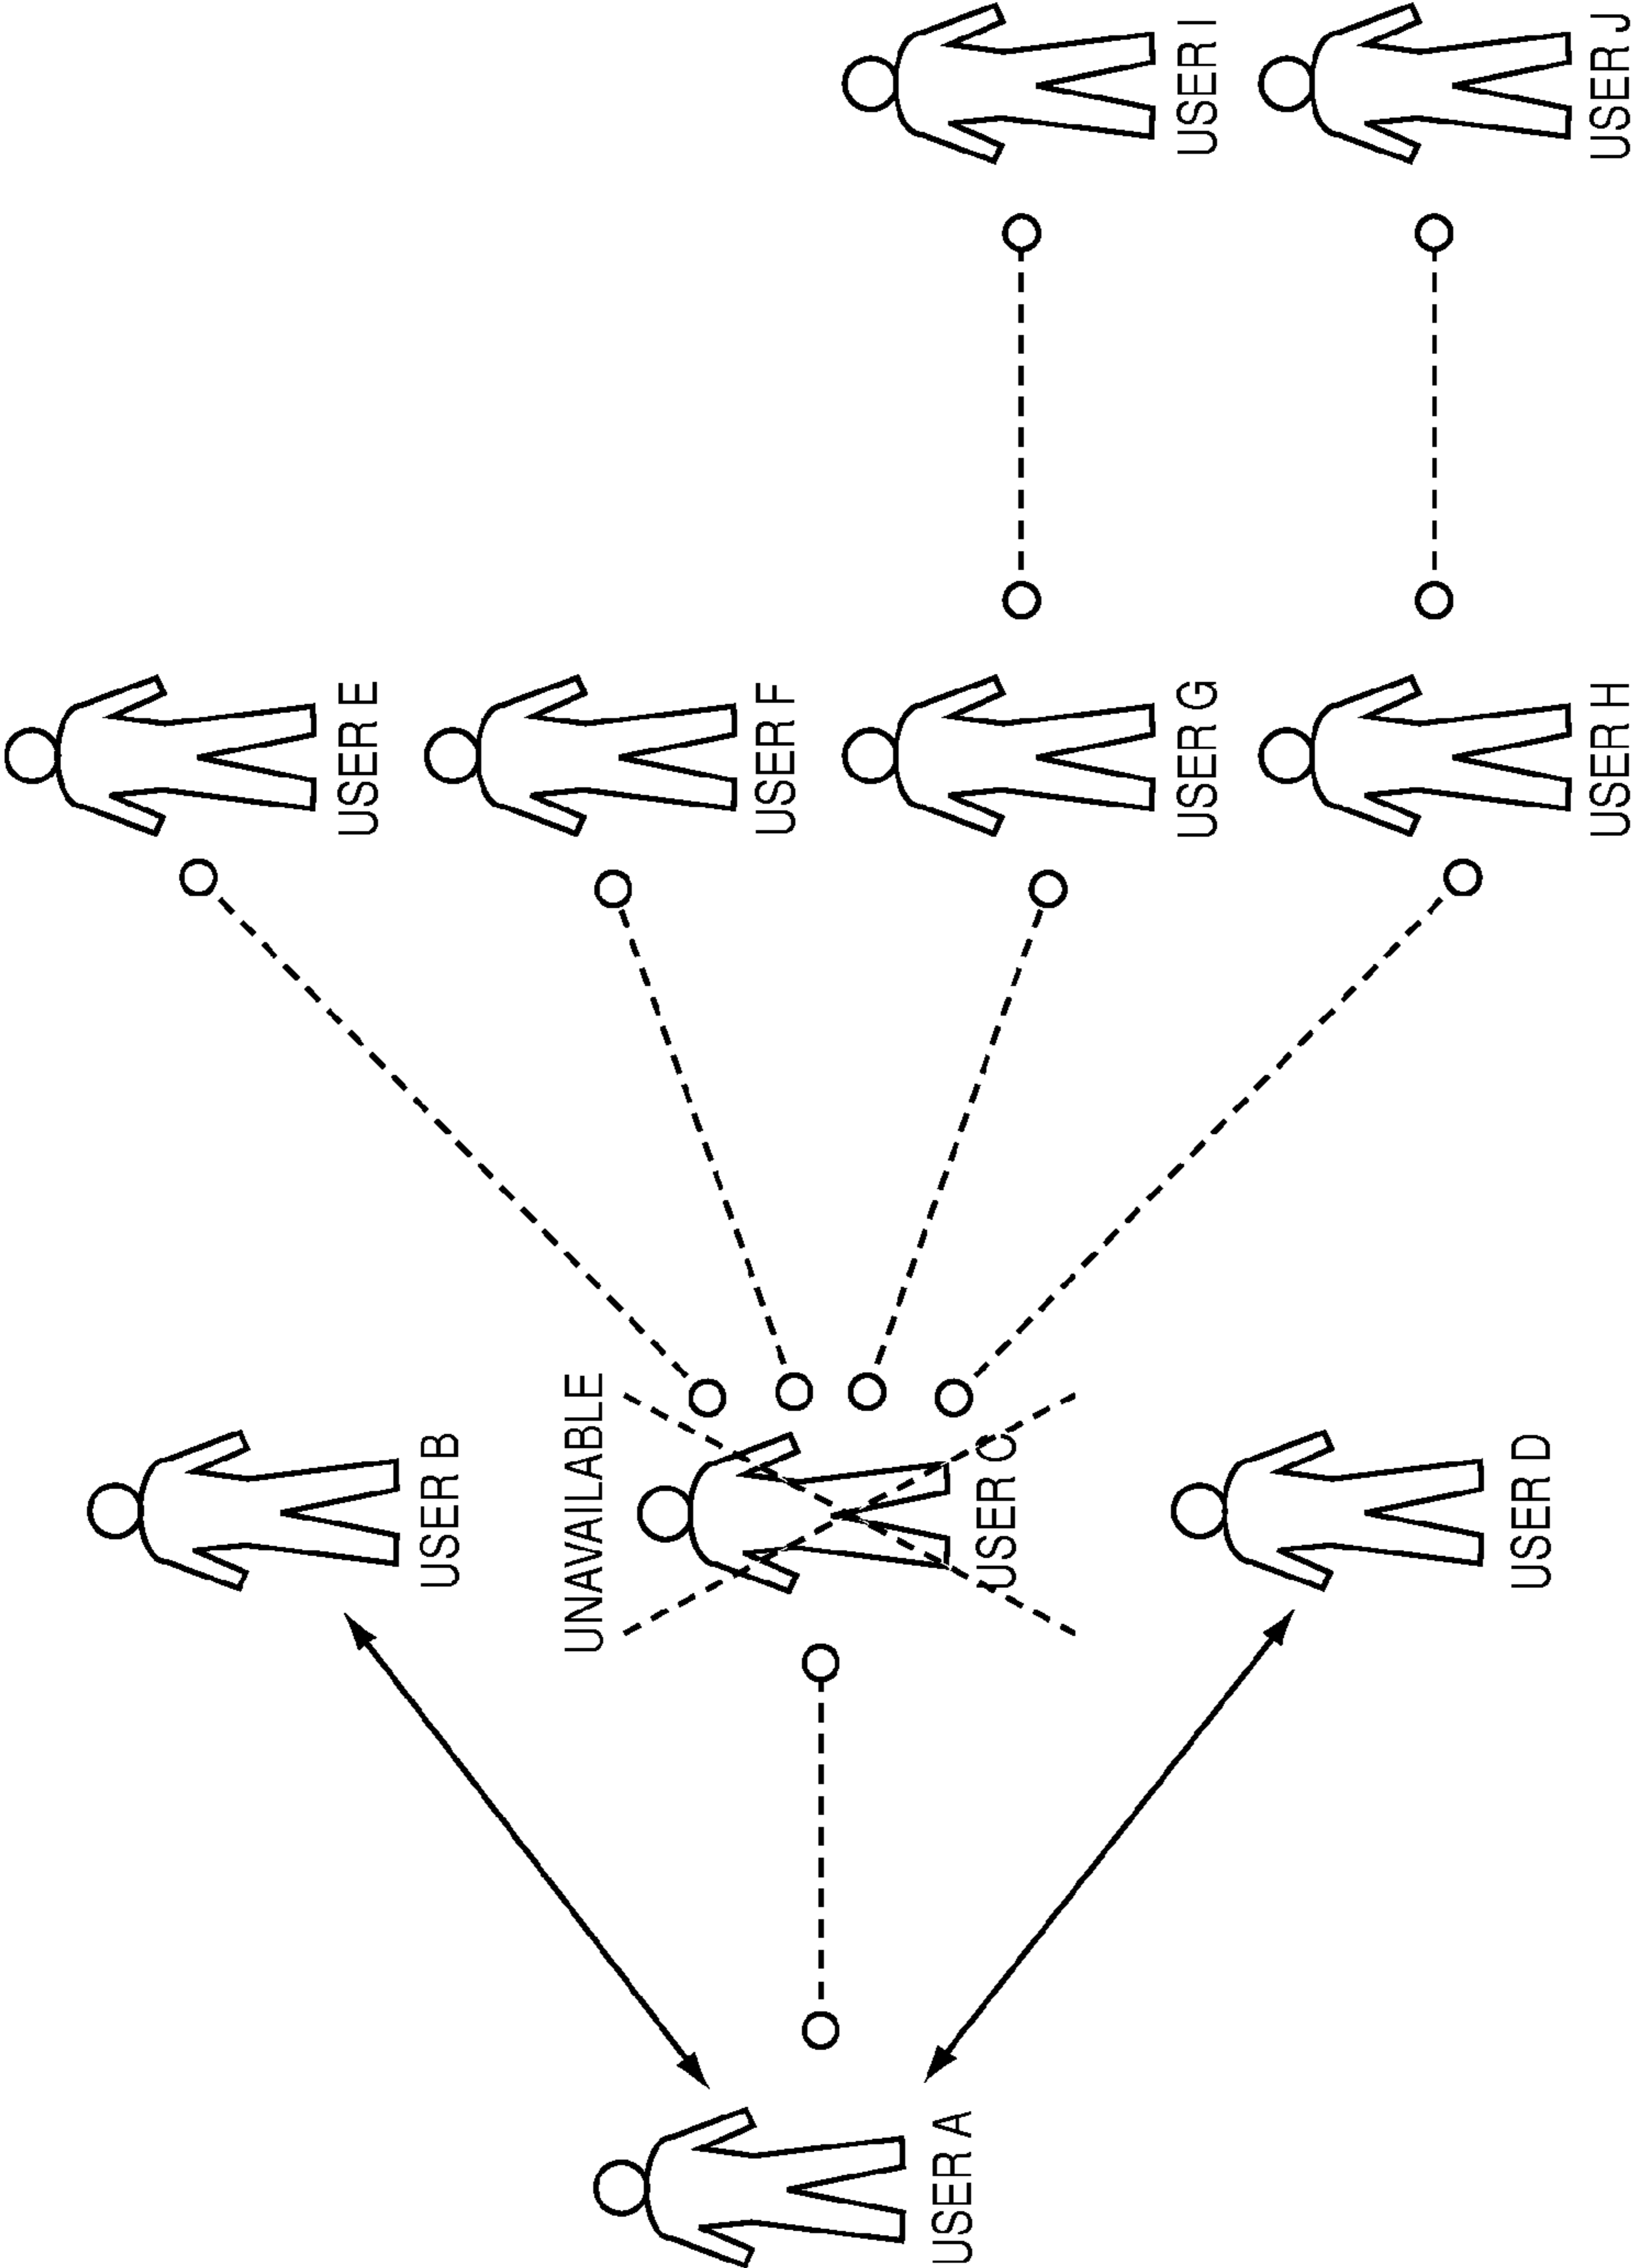 USER A
USER B
UNAVAILABLE
USER C
USER D
USER E
USER F
USER G
USER H
USER I
USER J